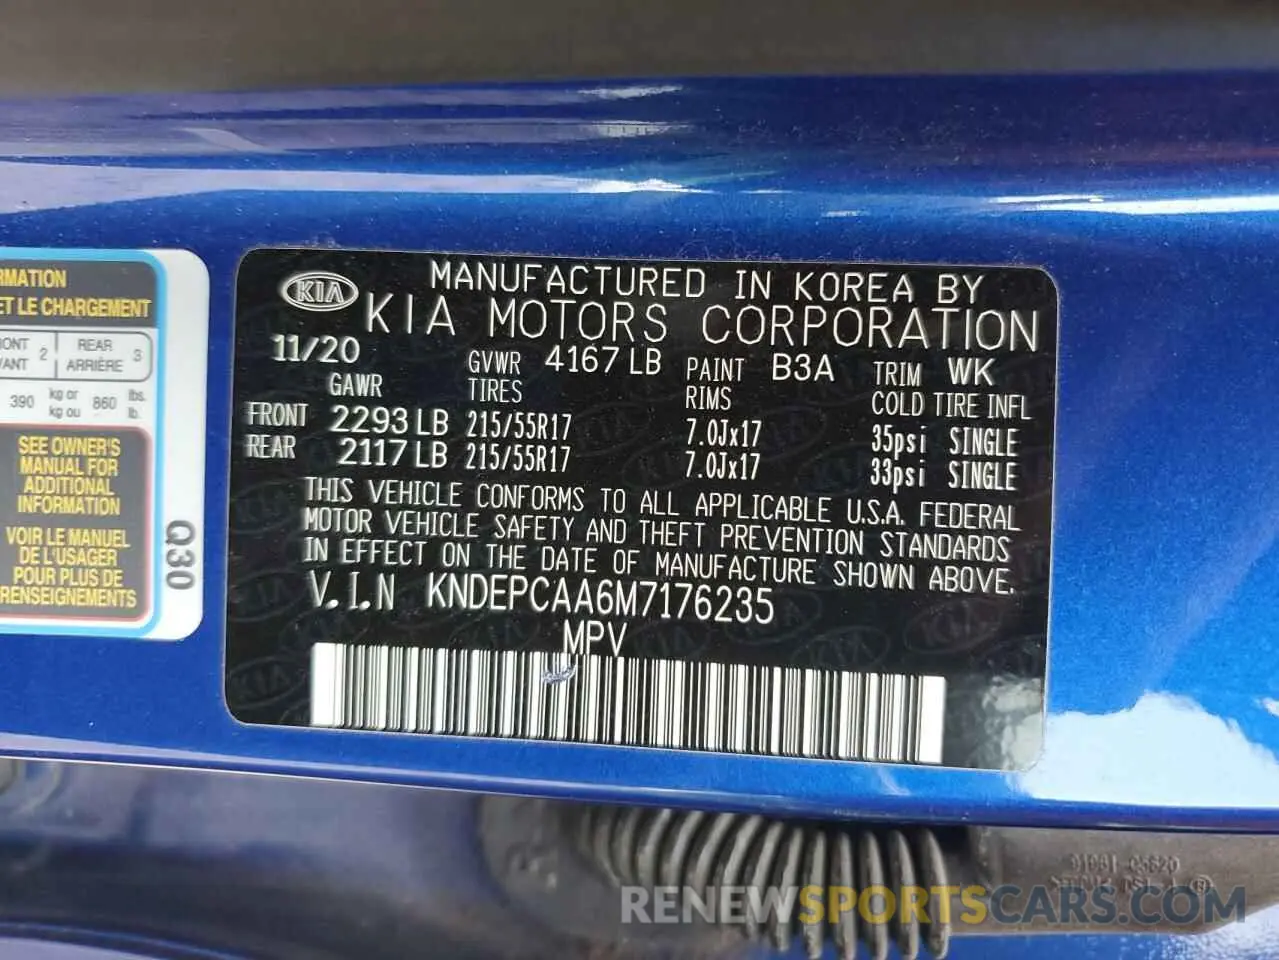 RMATION
ET LE CHARGEMENT
ONT 2 REAR 3
VANT ARRIÈRE
390 kg or 860 lbs.
kg ou lb.
SEE OWNER'S
MANUAL FOR
ADDITIONAL
INFORMATION
VOIR LE MANUEL
DE L'USAGER
POUR PLUS DE
RENSEIGNEMENTS
Q30
KIA
MANUFACTURED IN KOREA BY
KIA MOTORS CORPORATION
11/20 GVWR 4167 LB PAINT B3A TRIM WK
GAWR TIRES RIMS COLD TIRE INFL
FRONT 2293 LB 215/55R17 7.0Jx17 35psi SINGLE
REAR 2117 LB 215/55R17 7.0Jx17 33psi SINGLE
THIS VEHICLE CONFORMS TO ALL APPLICABLE U.S.A. FEDERAL
MOTOR VEHICLE SAFETY AND THEFT PREVENTION STANDARDS
IN EFFECT ON THE DATE OF MANUFACTURE SHOWN ABOVE.
V.I.N KNDEPCAA6M7176235
MPV
RENEWSPORTSCARS.COM